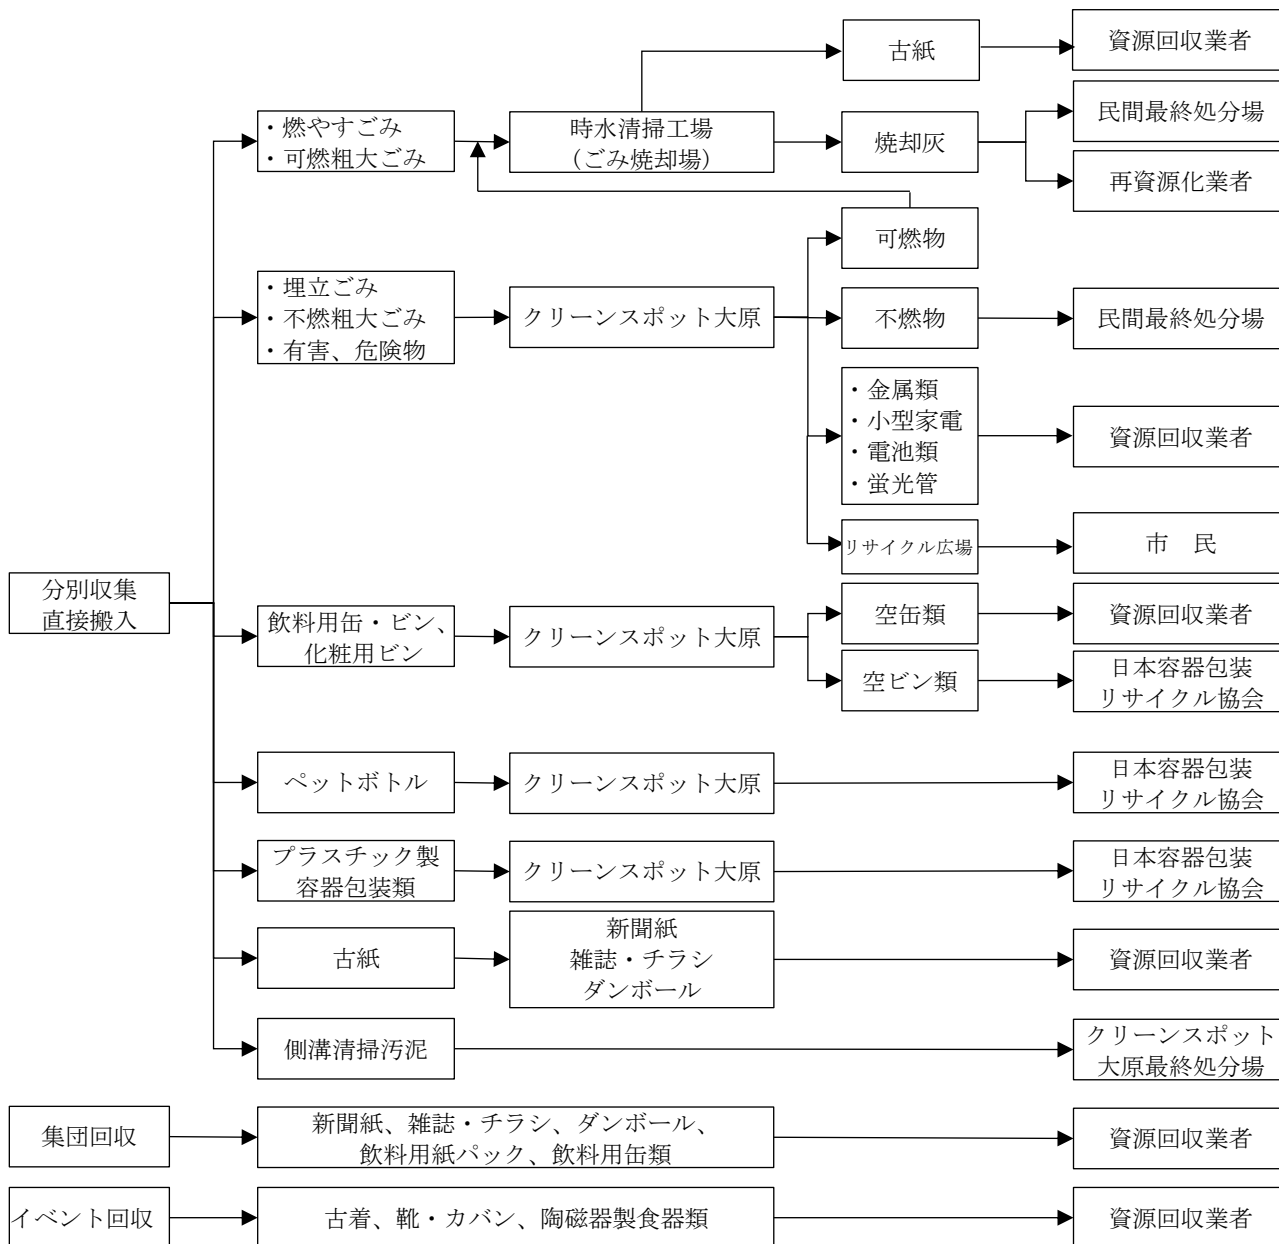 古紙
資源回収業者
・燃やすごみ
・可燃粗大ごみ
時水清掃工場
（ごみ焼却場）
焼却灰
民間最終処分場
再資源化業者
可燃物
・埋立ごみ
・不燃粗大ごみ
・有害、危険物
クリーンスポット大原
不燃物
民間最終処分場
・金属類
・小型家電
・電池類
・蛍光管
資源回収業者
リサイクル広場
市　民
分別収集
直接搬入
飲料用缶・ビン、
化粧用ビン
クリーンスポット大原
空缶類
資源回収業者
空ビン類
日本容器包装
リサイクル協会
ペットボトル
クリーンスポット大原
日本容器包装
リサイクル協会
プラスチック製
容器包装類
クリーンスポット大原
日本容器包装
リサイクル協会
古紙
新聞紙
雑誌・チラシ
ダンボール
資源回収業者
側溝清掃汚泥
クリーンスポット
大原最終処分場
集団回収
新聞紙、雑誌・チラシ、ダンボール、
飲料用紙パック、飲料用缶類
資源回収業者
イベント回収
古着、靴・カバン、陶磁器製食器類
資源回収業者